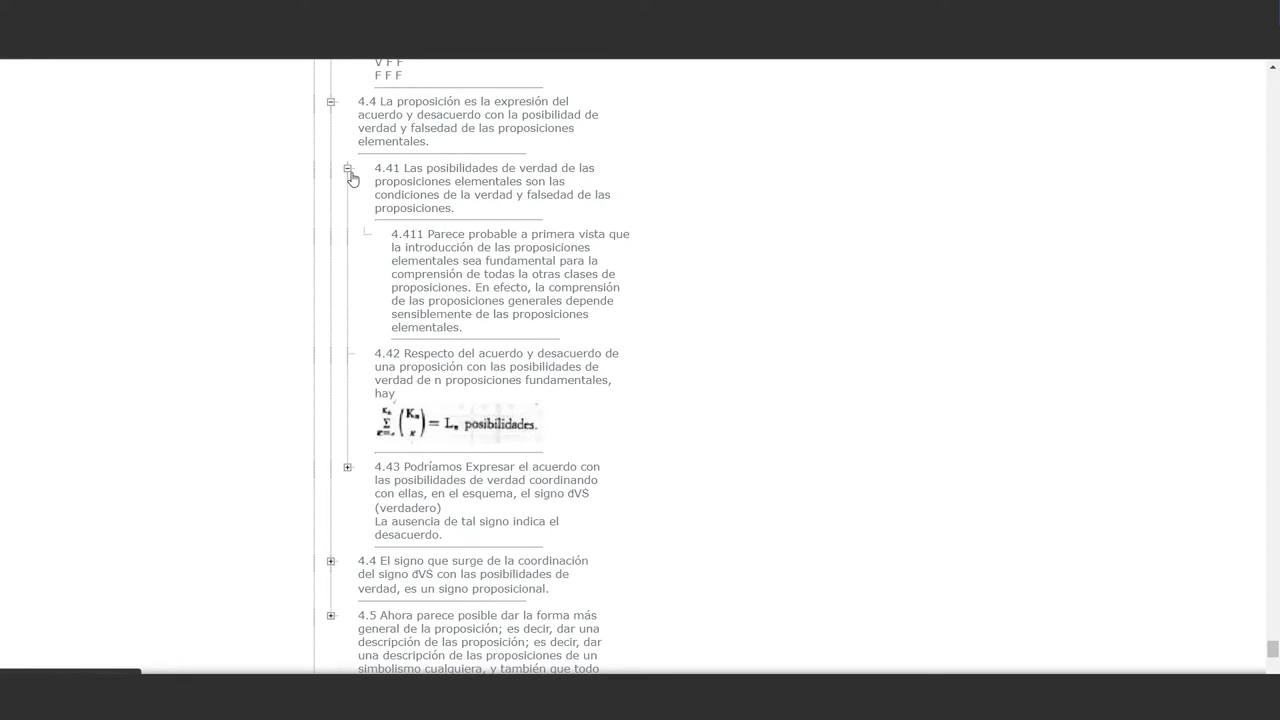 V F F
F F F
4.4 La proposición es la expresión del
acuerdo y desacuerdo con la posibilidad de
verdad y falsedad de las proposiciones
elementales.
4.41 Las posibilidades de verdad de las
proposiciones elementales son las
condiciones de la verdad y falsedad de las
proposiciones.
4.411 Parece probable a primera vista que
la introducción de las proposiciones
elementales sea fundamental para la
comprensión de todas la otras clases de
proposiciones. En efecto, la comprensión
de las proposiciones generales depende
sensiblemente de las proposiciones
elementales.
4.42 Respecto del acuerdo y desacuerdo de
una proposición con las posibilidades de
verdad de n proposiciones fundamentales,
hay
Σ (Kn) = Ln posibilidades.
4.43 Podríamos Expresar el acuerdo con
las posibilidades de verdad coordinando
con ellas, en el esquema, el signo đVŠ
(verdadero)
La ausencia de tal signo indica el
desacuerdo.
4.4 El signo que surge de la coordinación
del signo đVŠ con las posibilidades de
verdad, es un signo proposicional.
4.5 Ahora parece posible dar la forma más
general de la proposición; es decir, dar una
descripción de las proposición; es decir, dar
una descripción de las proposiciones de un
simbolismo cualquiera, y también que todo